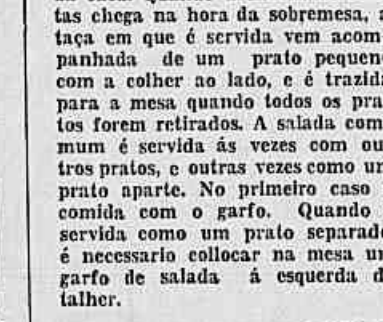 tas chega na hora da sobremesa, a
taça em que é servida vem acom
panhada de um prato pequeno
com a colher ao lado, e é trazida
para a mesa quando todos os pra
tos forem retirados. A salada com
mum é servida ás vezes com ou
tros pratos, e outras vezes como um
prato aparte. No primeiro caso
comida com o garfo. Quando
servida como um prato separado
é necessario collocar na mesa um
garfo de salada á esquerda d
talher.